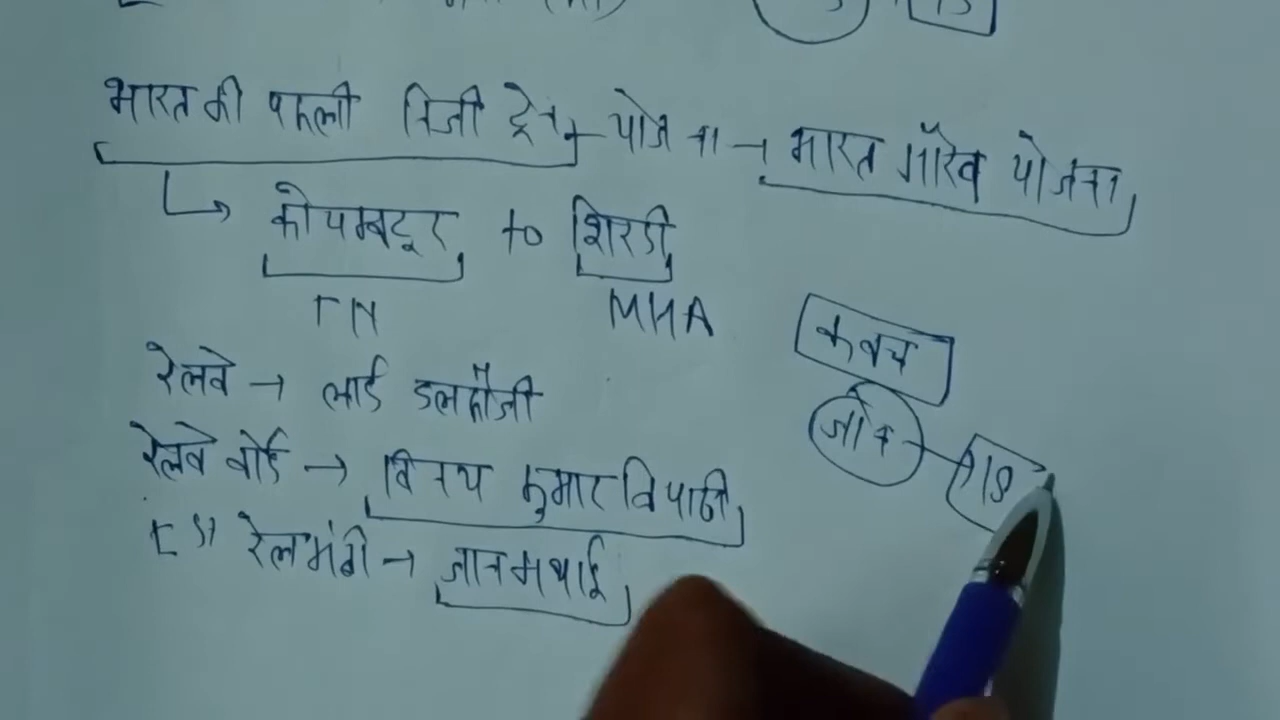 भारत की पहली निजी ट्रेन योजना → भारत गौरव योजना
↳ कोयम्बटूर to शिरडी
TN MHA
कवच
रेलवे → लार्ड डलहौजी
जोन
रेलवे बोर्ड → विनय कुमार त्रिपाठी
रेलमंत्री → जानमथाई